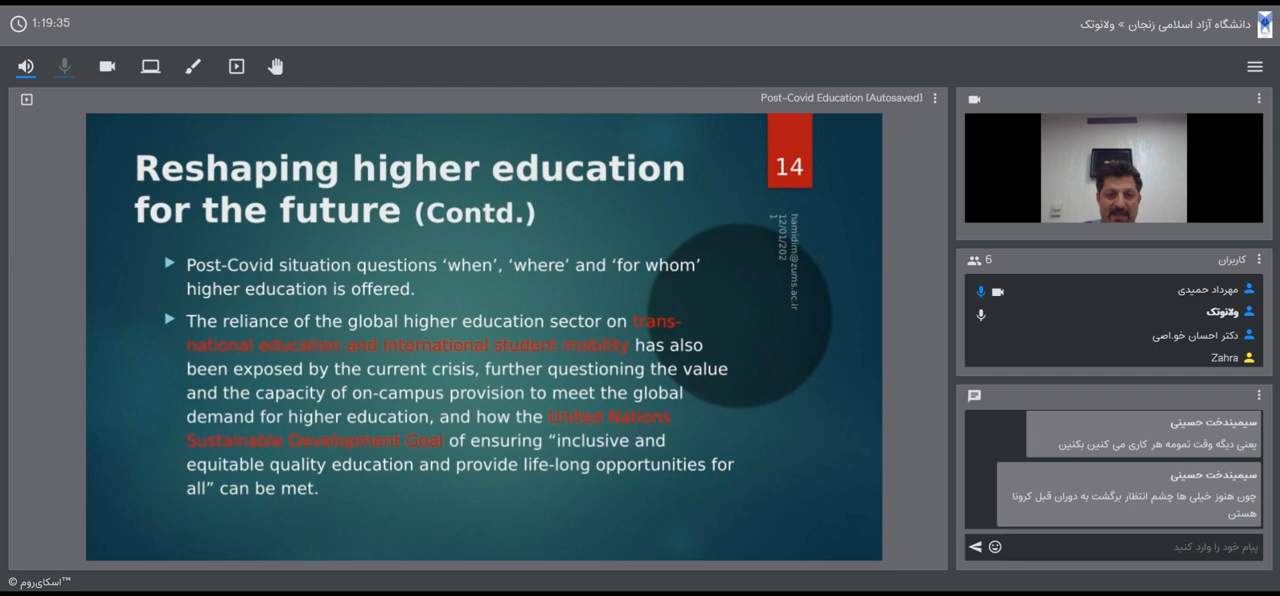 1:19:35
دانشگاه آزاد اسلامی زنجان » ولانوتک
Post-Covid Education [Autosaved]
Reshaping higher education
for the future (Contd.)
14
hamidim@zums.ac.ir
12/01/202
1
Post-Covid situation questions ‘when’, ‘where’ and ‘for whom’
higher education is offered.
The reliance of the global higher education sector on trans-
national education and international student mobility has also
been exposed by the current crisis, further questioning the value
and the capacity of on-campus provision to meet the global
demand for higher education, and how the United Nations
Sustainable Development Goal of ensuring “inclusive and
equitable quality education and provide life-long opportunities for
all” can be met.
کاربران
6
مهرداد حمیدی
ولانوتک
دکتر احسان خو.اصی
Zahra
سیمیندخت حسینی
یعنی دیگه وقت نمومه هر کاری می کنین بکنین
سیمیندخت حسینی
چون هنوز خیلی ها چشم انتظار برگشت به دوران قبل کرونا
هستن
پیام خود را وارد کنید
© اسکای‌روم™